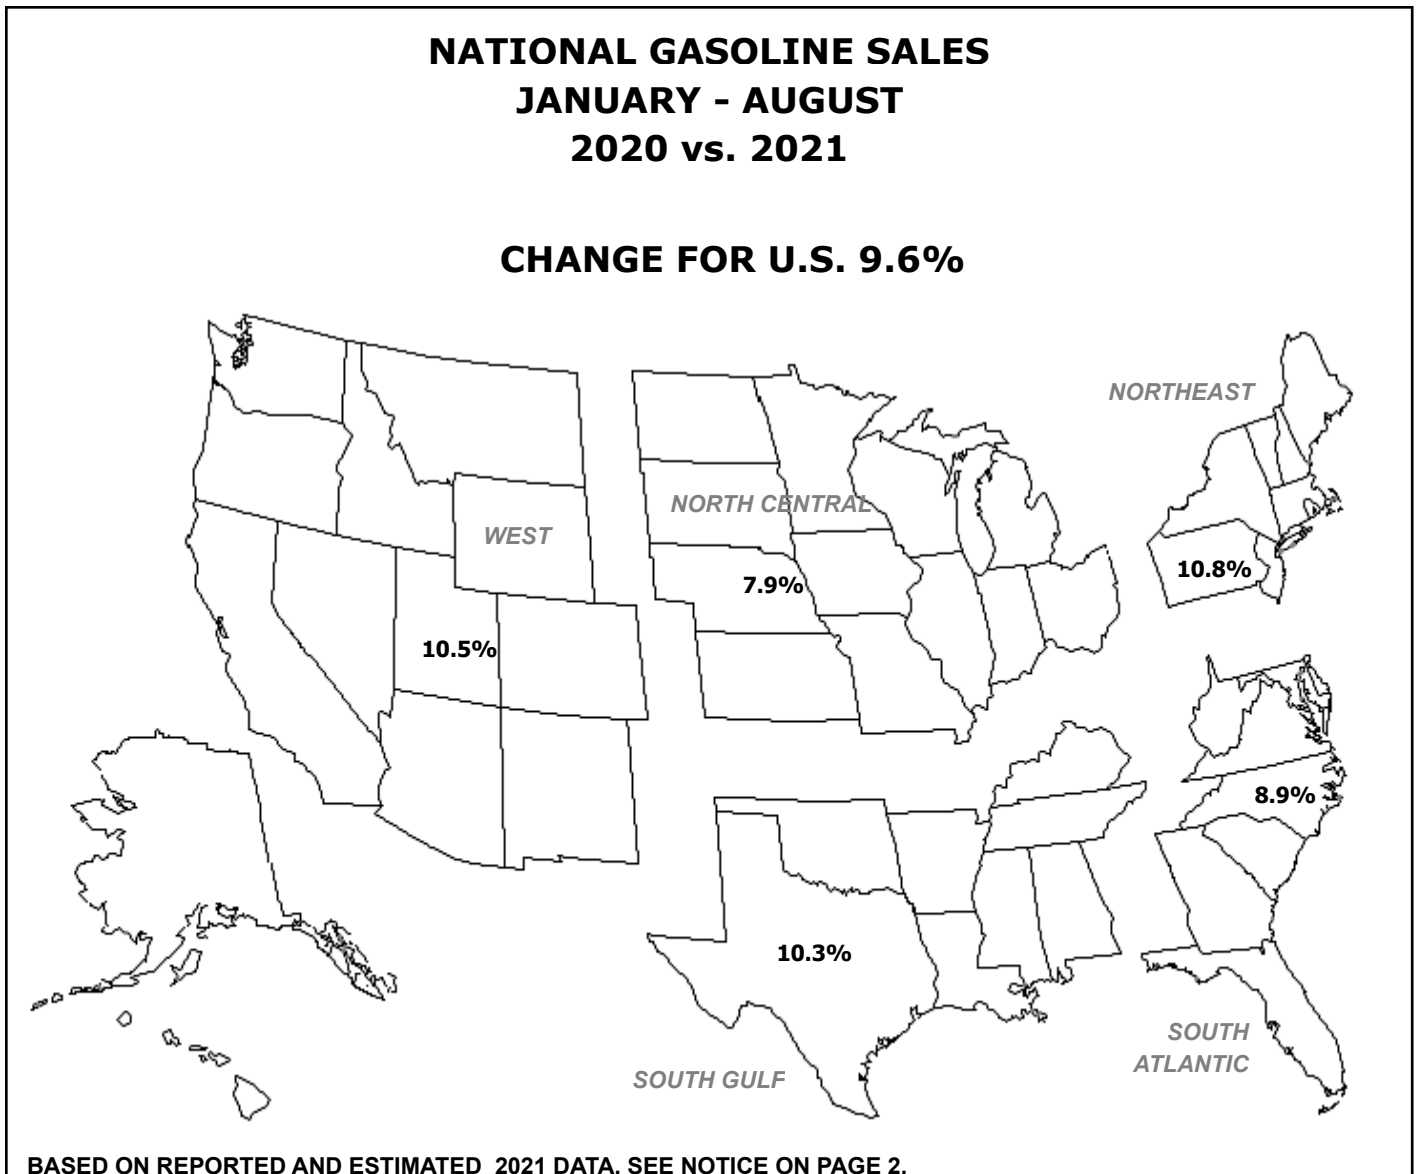 NATIONAL GASOLINE SALES
JANUARY - AUGUST
2020 vs. 2021
CHANGE FOR U.S. 9.6%
NORTHEAST
NORTH CENTRAL
WEST
10.8%
7.9%
10.5%
8.9%
10.3%
SOUTH
ATLANTIC
SOUTH GULF
BASED ON REPORTED AND ESTIMATED  2021 DATA. SEE NOTICE ON PAGE 2.